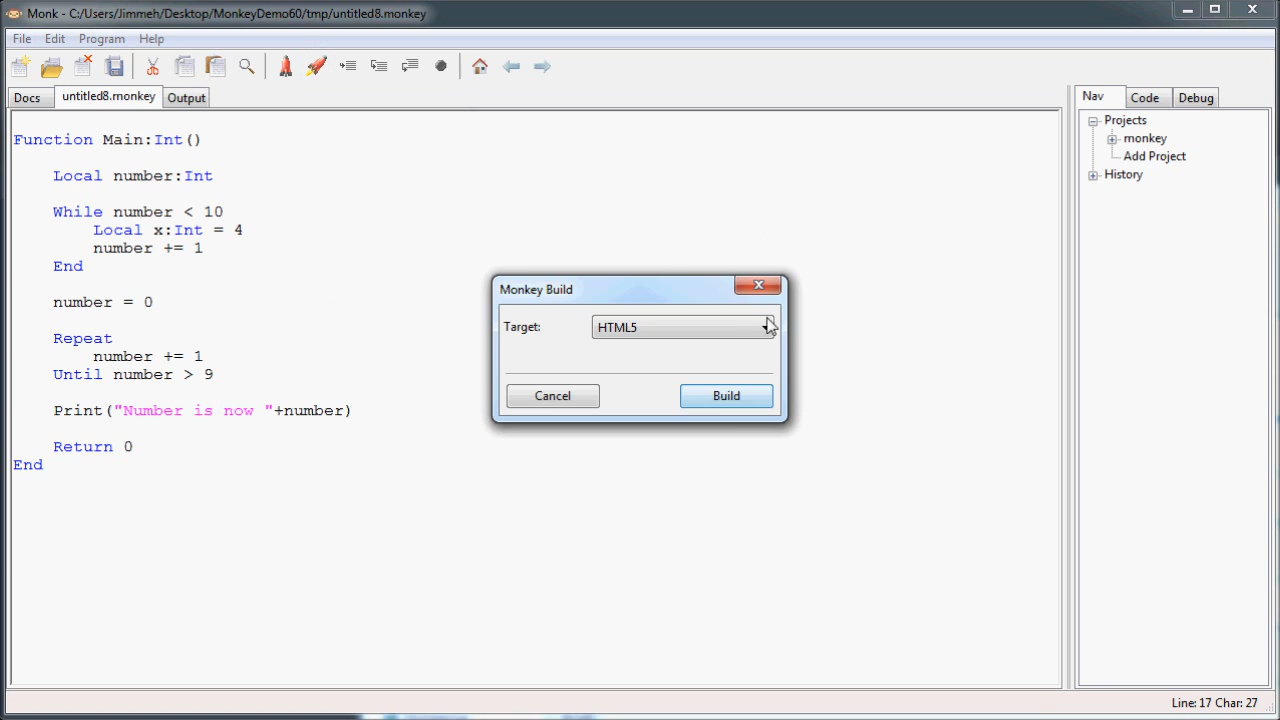 Monk - C:/Users/Jimmeh/Desktop/MonkeyDemo60/tmp/untitled8.monkey
File Edit Program Help
Docs untitled8.monkey Output
Nav Code Debug
Function Main:Int()
Local number:Int
While number < 10
Local x:Int = 4
number += 1
End
number = 0
Repeat
number += 1
Until number > 9
Print("Number is now "+number)
Return 0
End
Monkey Build
Target: HTML5
Cancel Build
Projects
monkey
Add Project
History
Line:17 Char:27